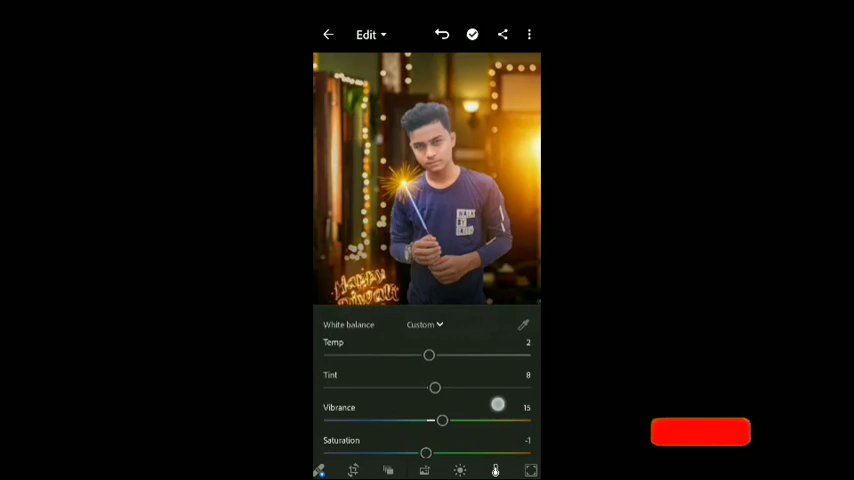 Edit
Happy
Diwali
White balance Custom
Temp 2
Tint 8
Vibrance 15
Saturation -1